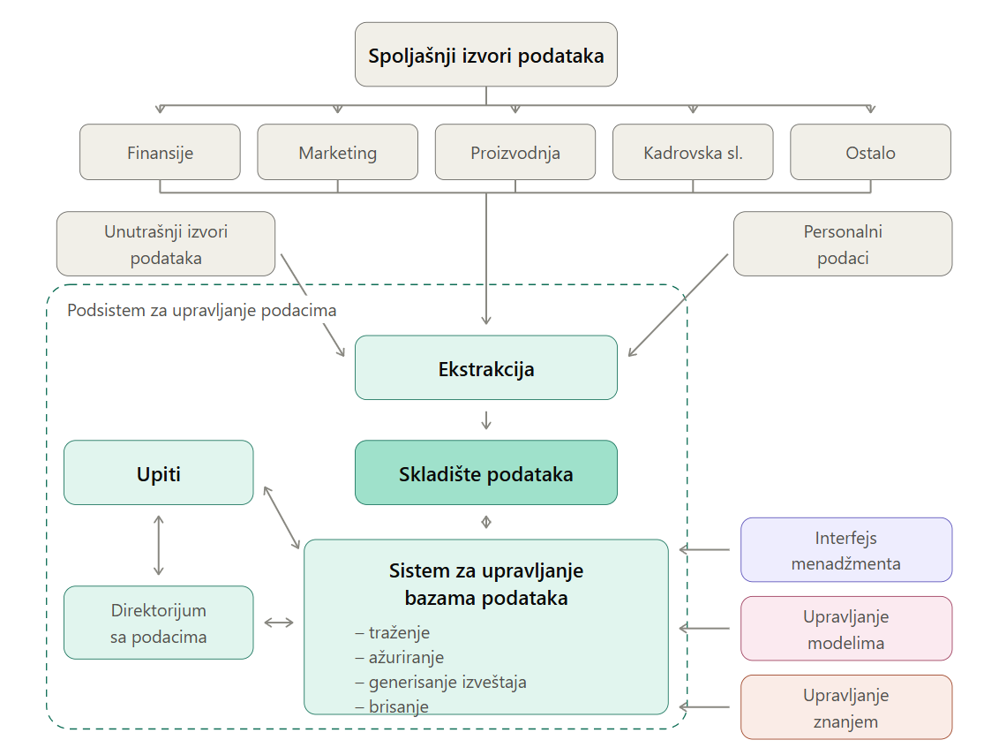 Spoljašnji izvori podataka
Finansije
Marketing
Proizvodnja
Kadrovska sl.
Ostalo
Unutrašnji izvori
podataka
Personalni
podaci
Podsistem za upravljanje podacima
Ekstrakcija
Upiti
Skladište podataka
Interfejs
menadžmenta
Sistem za upravljanje
bazama podataka
– traženje
– ažuriranje
– generisanje izveštaja
– brisanje
Direktorijum
sa podacima
Upravljanje
modelima
Upravljanje
znanjem